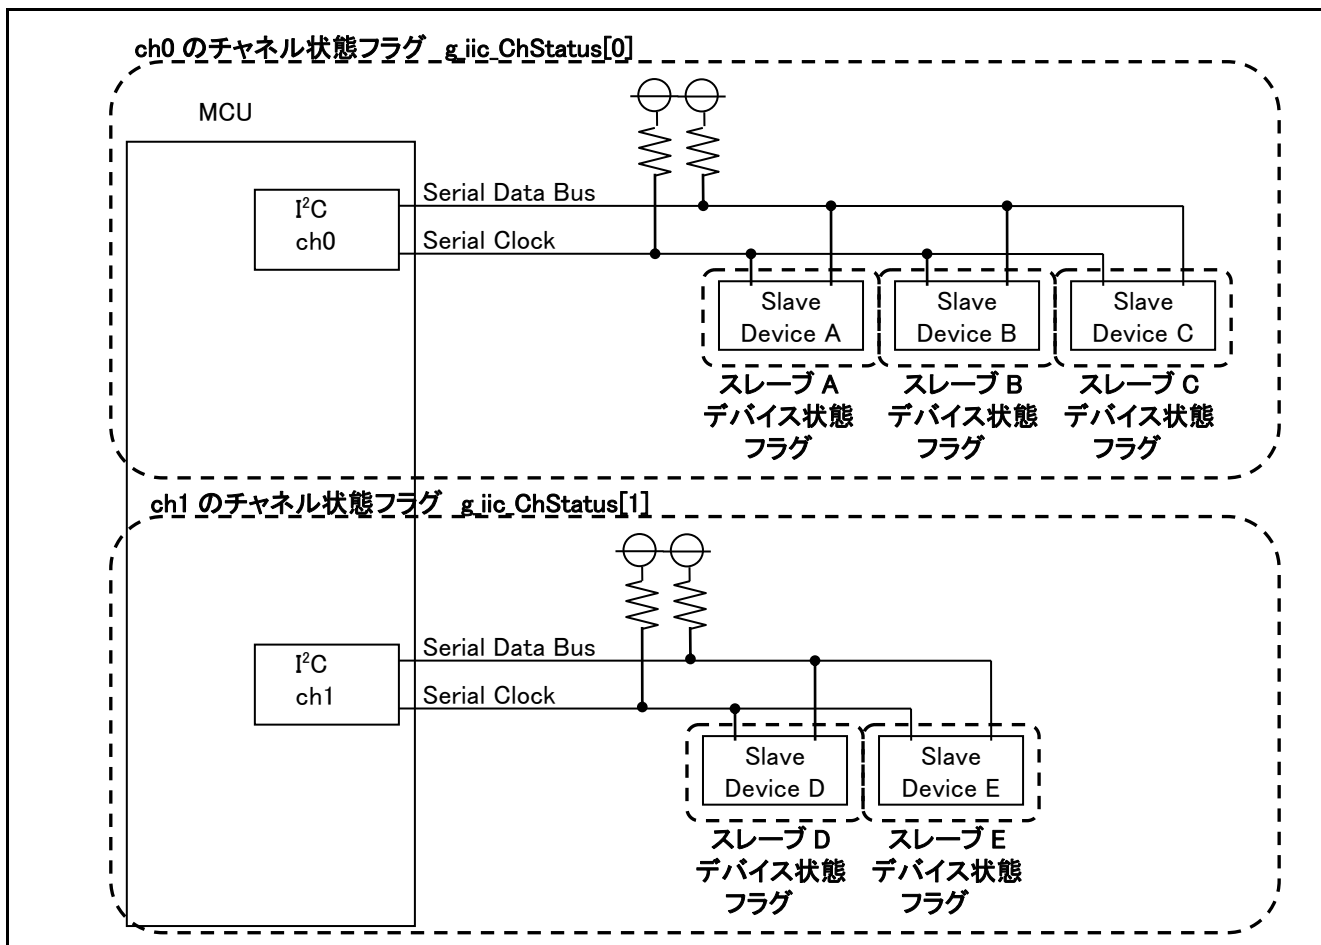 ch0 のチャネル状態フラグ g_iic_ChStatus[0]
MCU
I²C
ch0
Serial Data Bus
Serial Clock
Slave
Device A
Slave
Device B
Slave
Device C
スレーブ A
デバイス状態
フラグ
スレーブ B
デバイス状態
フラグ
スレーブ C
デバイス状態
フラグ
ch1 のチャネル状態フラグ g_iic_ChStatus[1]
I²C
ch1
Serial Data Bus
Serial Clock
Slave
Device D
Slave
Device E
スレーブ D
デバイス状態
フラグ
スレーブ E
デバイス状態
フラグ